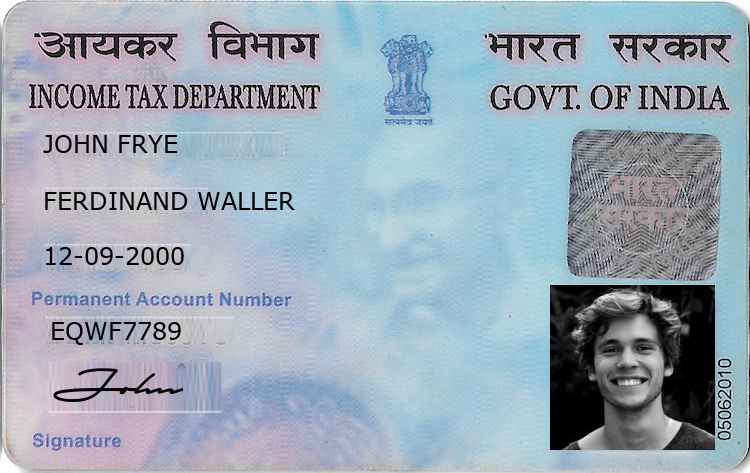 आयकर विभाग
भारत सरकार
INCOME TAX DEPARTMENT
GOVT. OF INDIA
सत्यमेव जयते
JOHN FRYE
भारत
सरकार
FERDINAND WALLER
12-09-2000
Permanent Account Number
EQWF7789
John
Signature
05062010